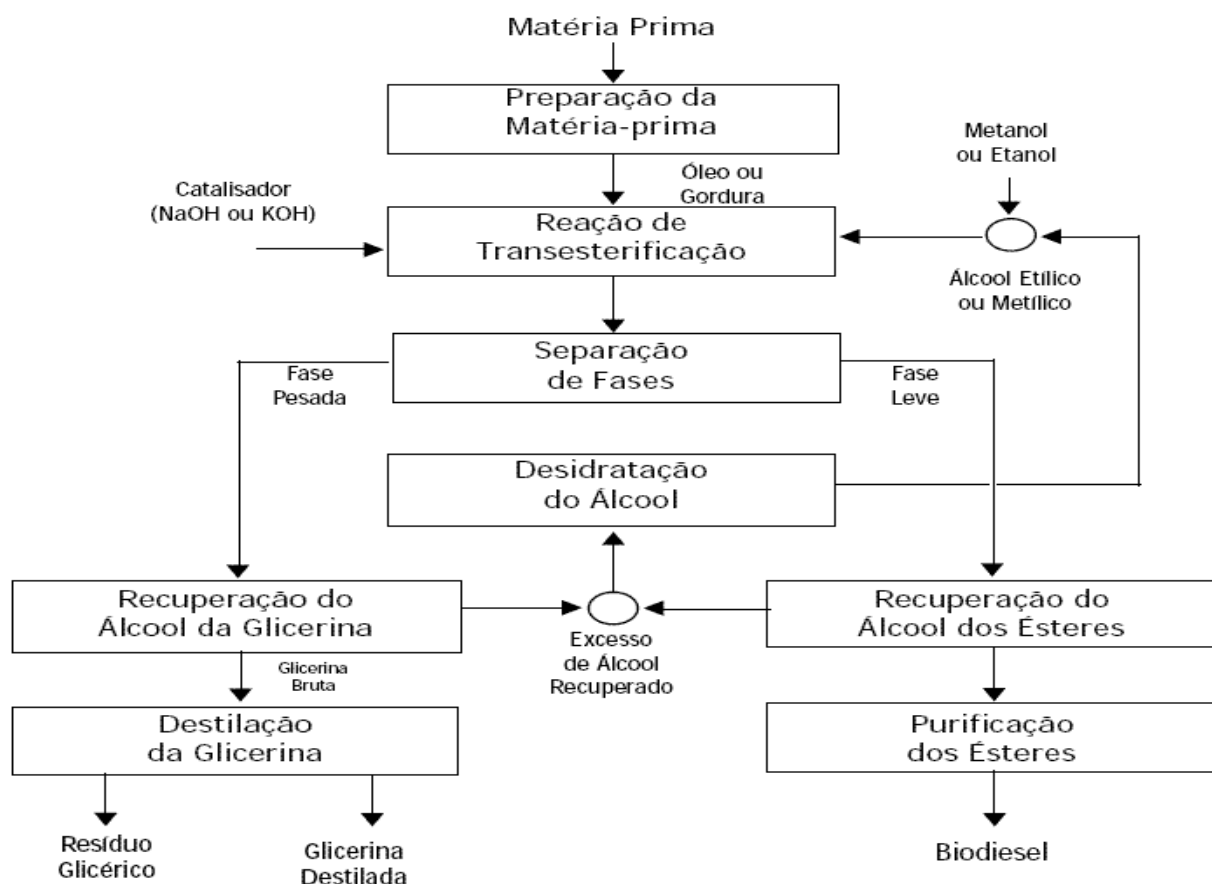 Matéria Prima
Preparação da
Matéria-prima
Metanol
ou Etanol
Óleo ou
Gordura
Catalisador
(NaOH ou KOH)
Reação de
Transesterificação
Álcool Etílico
ou Metílico
Separação
de Fases
Fase
Pesada
Fase
Leve
Desidratação
do Álcool
Recuperação do
Álcool da Glicerina
Recuperação do
Álcool dos Ésteres
Excesso
de Álcool
Recuperado
Glicerina
Bruta
Destilação
da Glicerina
Purificação
dos Ésteres
Resíduo
Glicérico
Glicerina
Destilada
Biodiesel